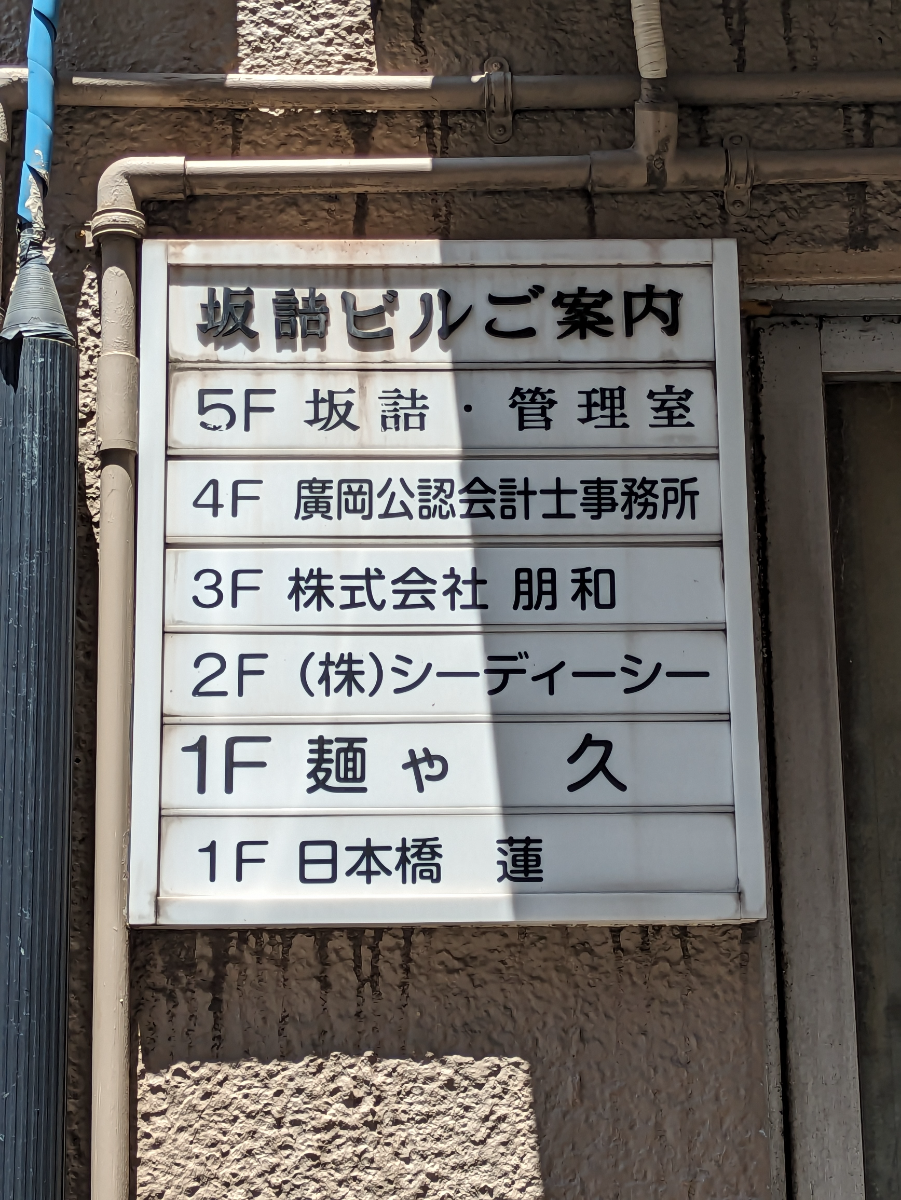 坂詰ビルご案内
5F 坂詰・管理室
4F 廣岡公認会計士事務所
3F 株式会社 朋和
2F (株)シーディーシー
1F 麺や 久
1F 日本橋 蓮